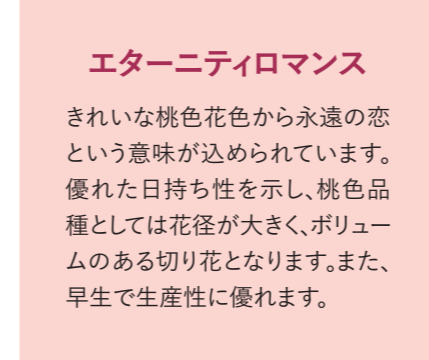 エターニティロマンス
きれいな桃色花色から永遠の恋
という意味が込められています。
優れた日持ち性を示し、桃色品
種としては花径が大きく、ボリュー
ムのある切り花となります。また、
早生で生産性に優れます。